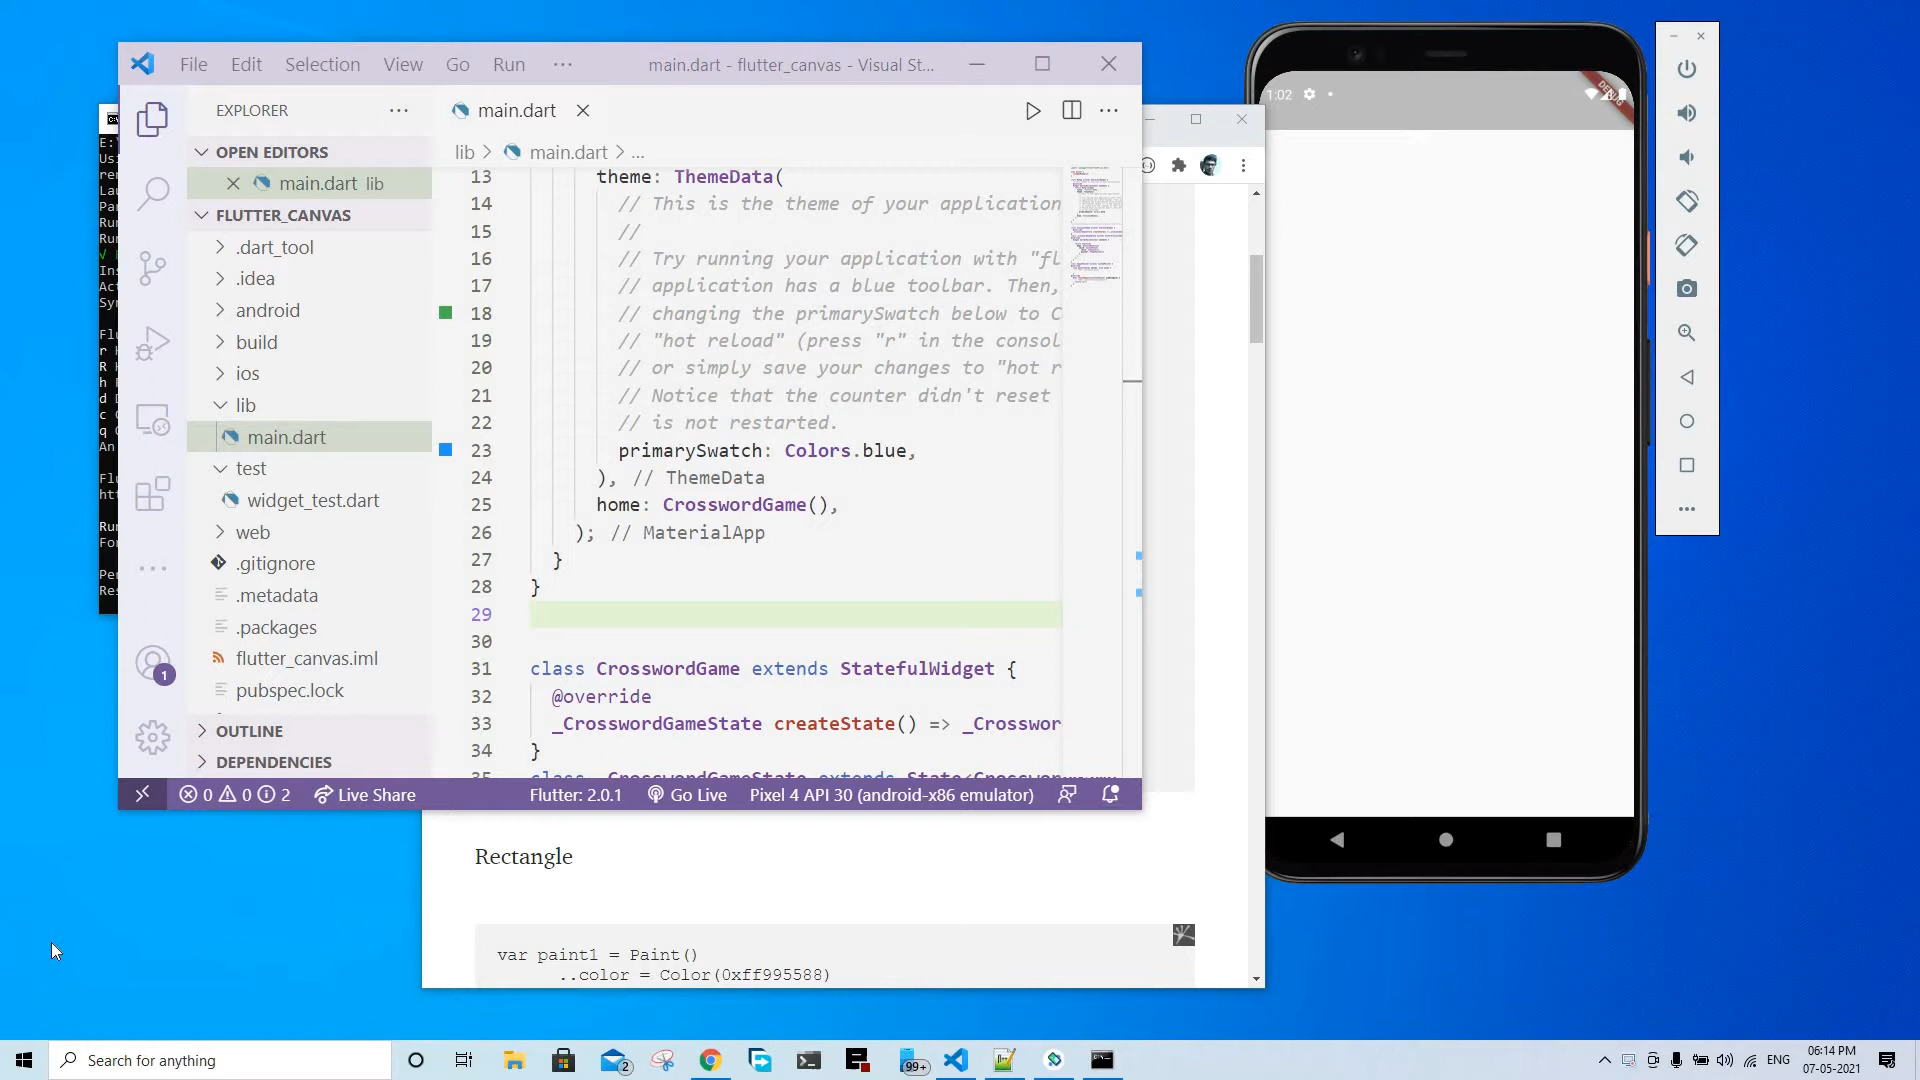 File Edit Selection View Go Run ··· main.dart - flutter_canvas - Visual St...
EXPLORER ···
OPEN EDITORS
main.dart lib
FLUTTER_CANVAS
.dart_tool
.idea
android
build
ios
lib
main.dart
test
widget_test.dart
web
.gitignore
.metadata
.packages
flutter_canvas.iml
pubspec.lock
OUTLINE
DEPENDENCIES
1
main.dart
lib > main.dart > ...
13 theme: ThemeData(
14 // This is the theme of your application
15 //
16 // Try running your application with "fl
17 // application has a blue toolbar. Then,
18 // changing the primarySwatch below to C
19 // "hot reload" (press "r" in the consol
20 // or simply save your changes to "hot r
21 // Notice that the counter didn't reset
22 // is not restarted.
23 primarySwatch: Colors.blue,
24 ), // ThemeData
25 home: CrosswordGame(),
26 ); // MaterialApp
27 }
28 }
29
30
31 class CrosswordGame extends StatefulWidget {
32 @override
33 _CrosswordGameState createState() => _Crosswor
34 }
0 0 2 Live Share Flutter: 2.0.1 Go Live Pixel 4 API 30 (android-x86 emulator)
Rectangle
var paint1 = Paint()
..color = Color(0xff995588)
1:02
DEBUG
Search for anything
2
99+
ENG
06:14 PM
07-05-2021